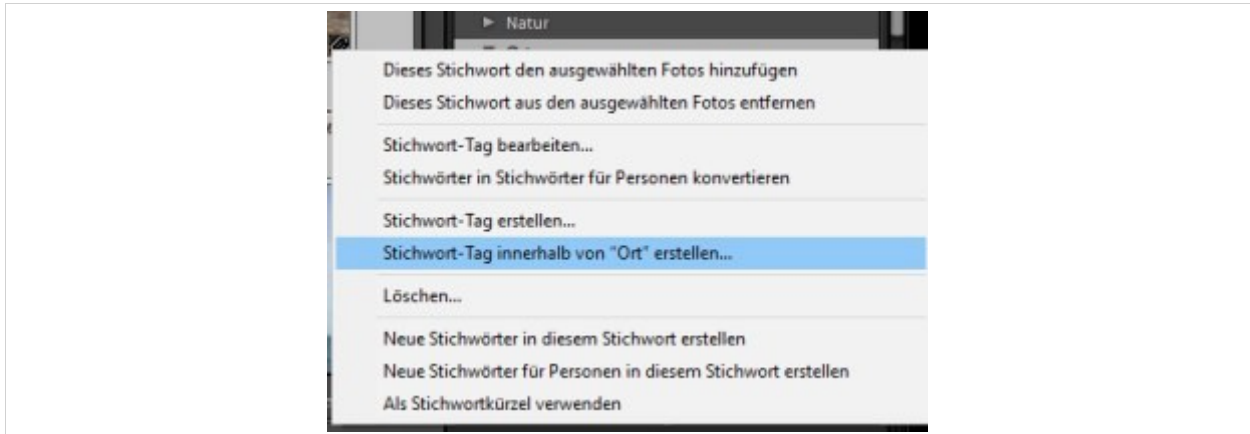 Natur
Dieses Stichwort den ausgewählten Fotos hinzufügen
Dieses Stichwort aus den ausgewählten Fotos entfernen
Stichwort-Tag bearbeiten...
Stichwörter in Stichwörter für Personen konvertieren
Stichwort-Tag erstellen...
Stichwort-Tag innerhalb von "Ort" erstellen...
Löschen...
Neue Stichwörter in diesem Stichwort erstellen
Neue Stichwörter für Personen in diesem Stichwort erstellen
Als Stichwortkürzel verwenden